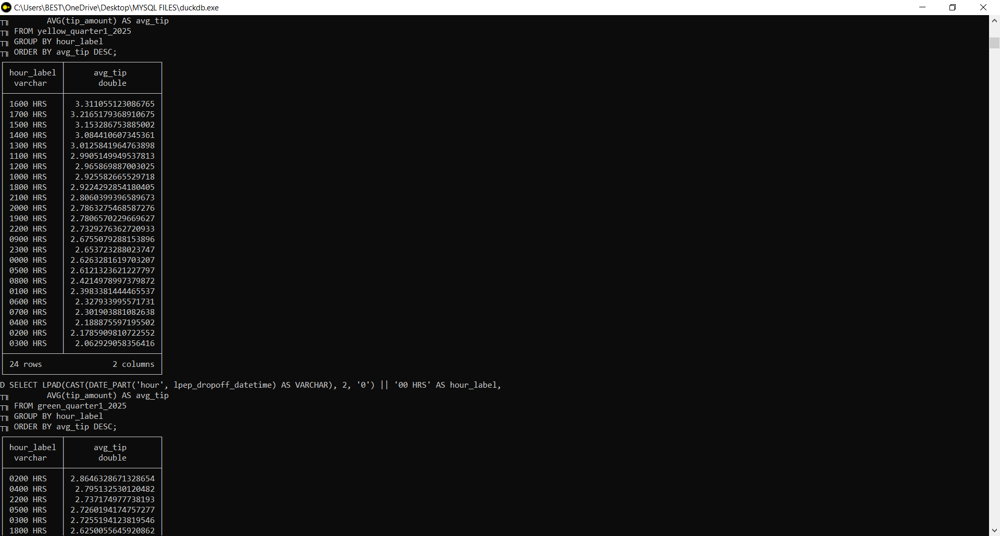 C:\Users\BEST\OneDrive\Desktop\MYSQL FILES\duckdb.exe
AVG(tip_amount) AS avg_tip
FROM yellow_quarter1_2025
GROUP BY hour_label
ORDER BY avg_tip DESC;
hour_label avg_tip
varchar double
1600 HRS 3.311055123086765
1700 HRS 3.2165179368910675
1500 HRS 3.153286753885002
1400 HRS 3.084410607345361
1300 HRS 3.0125841964763898
1100 HRS 2.9905149949537813
1200 HRS 2.965869887003025
1000 HRS 2.925582665529718
1800 HRS 2.9224292854180405
2100 HRS 2.8060399396589673
2000 HRS 2.7863275468587276
1900 HRS 2.7806570229669627
2200 HRS 2.7329276362720933
0900 HRS 2.6755079288153896
2300 HRS 2.653723288023747
0000 HRS 2.6263281619703207
0500 HRS 2.6121323621227797
0800 HRS 2.4214978997379872
0100 HRS 2.3983381444465537
0600 HRS 2.327933995571731
0700 HRS 2.301903881082638
0400 HRS 2.188875597195502
0200 HRS 2.1785909810722552
0300 HRS 2.062929058356416
24 rows 2 columns
D SELECT LPAD(CAST(DATE_PART('hour', lpep_dropoff_datetime) AS VARCHAR), 2, '0') || '00 HRS' AS hour_label,
AVG(tip_amount) AS avg_tip
FROM green_quarter1_2025
GROUP BY hour_label
ORDER BY avg_tip DESC;
hour_label avg_tip
varchar double
0200 HRS 2.8646328671328654
0400 HRS 2.795132530120482
2200 HRS 2.737174977738193
0500 HRS 2.7260194174757277
0300 HRS 2.7255194123819546
1800 HRS 2.6250055645920862